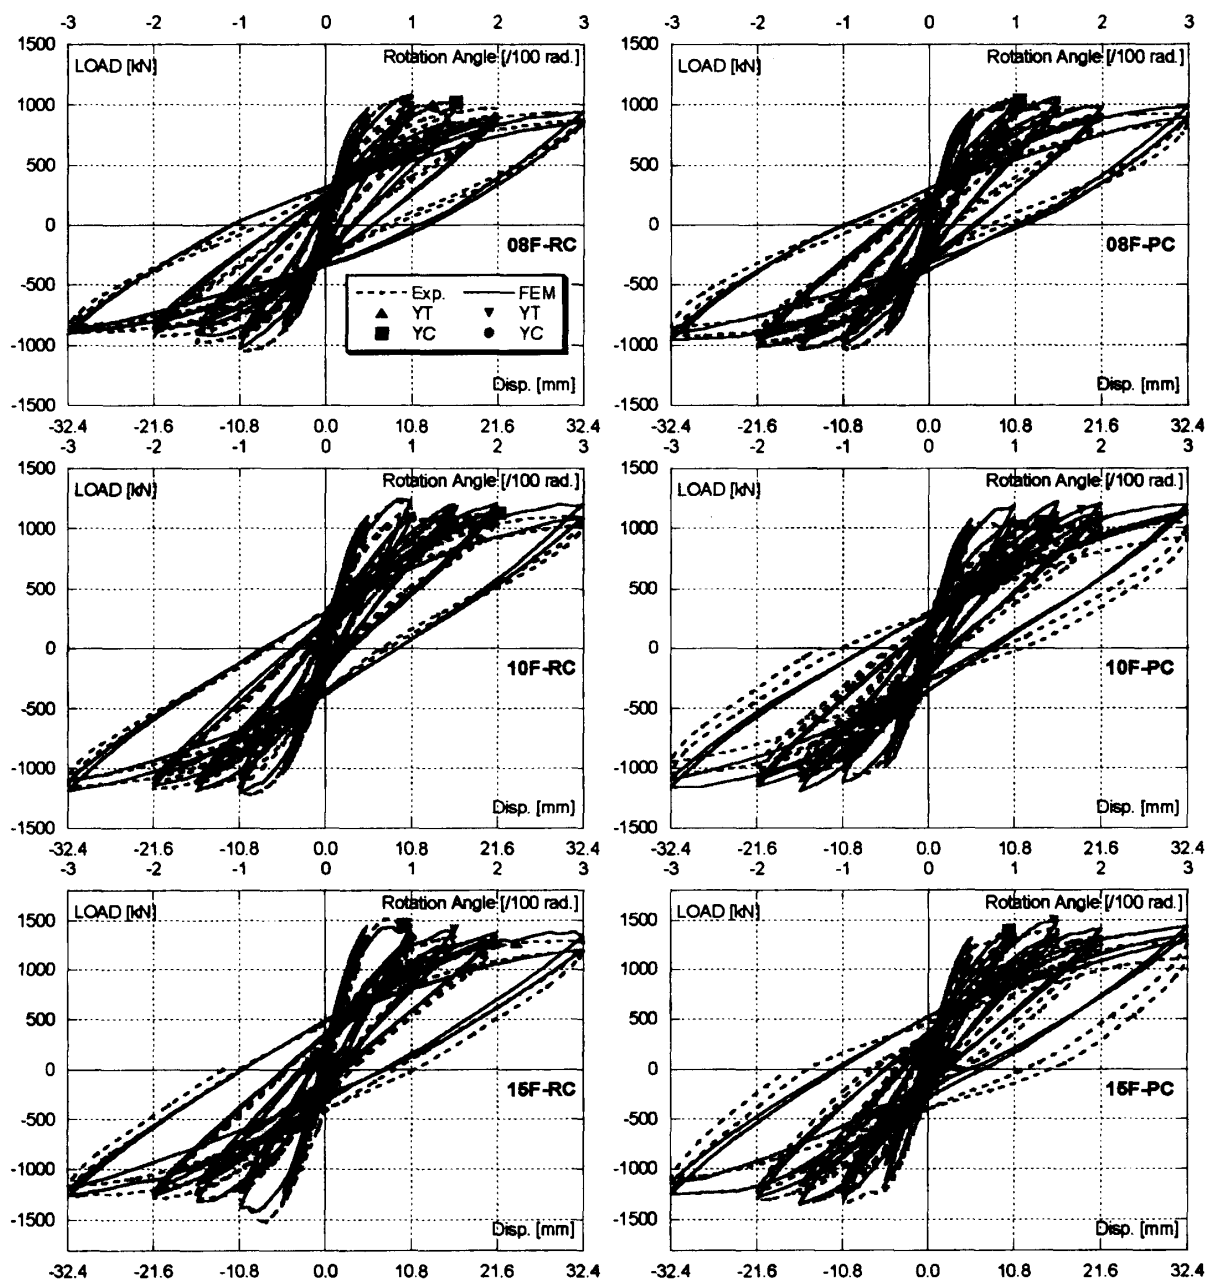 -3 -2 -1 0 1 2 3
1500
LOAD [kN]
Rotation Angle [/100 rad.]
1000
500
0
08F-RC
-500
Exp. FEM
YT YT
YC YC
-1000
Disp. [mm]
-1500
-32.4 -21.6 -10.8 0.0 10.8 21.6 32.4
-3 -2 -1 0 1 2 3
1500
LOAD [kN]
Rotation Angle [/100 rad.]
1000
500
0
08F-PC
-500
-1000
Disp. [mm]
-1500
-32.4 -21.6 -10.8 0.0 10.8 21.6 32.4
-3 -2 -1 0 1 2 3
1500
LOAD [kN]
Rotation Angle [/100 rad.]
1000
500
0
10F-RC
-500
-1000
Disp. [mm]
-1500
-32.4 -21.6 -10.8 0.0 10.8 21.6 32.4
-3 -2 -1 0 1 2 3
1500
LOAD [kN]
Rotation Angle [/100 rad.]
1000
500
0
10F-PC
-500
-1000
Disp. [mm]
-1500
-32.4 -21.6 -10.8 0.0 10.8 21.6 32.4
-3 -2 -1 0 1 2 3
LOAD [kN]
Rotation Angle [/100 rad.]
1500
1000
500
0
15F-RC
-500
-1000
-1500
Disp. [mm]
-32.4 -21.6 -10.8 0.0 10.8 21.6 32.4
-3 -2 -1 0 1 2 3
LOAD [kN]
Rotation Angle [/100 rad.]
1500
1000
500
0
15F-PC
-500
-1000
-1500
Disp. [mm]
-32.4 -21.6 -10.8 0.0 10.8 21.6 32.4